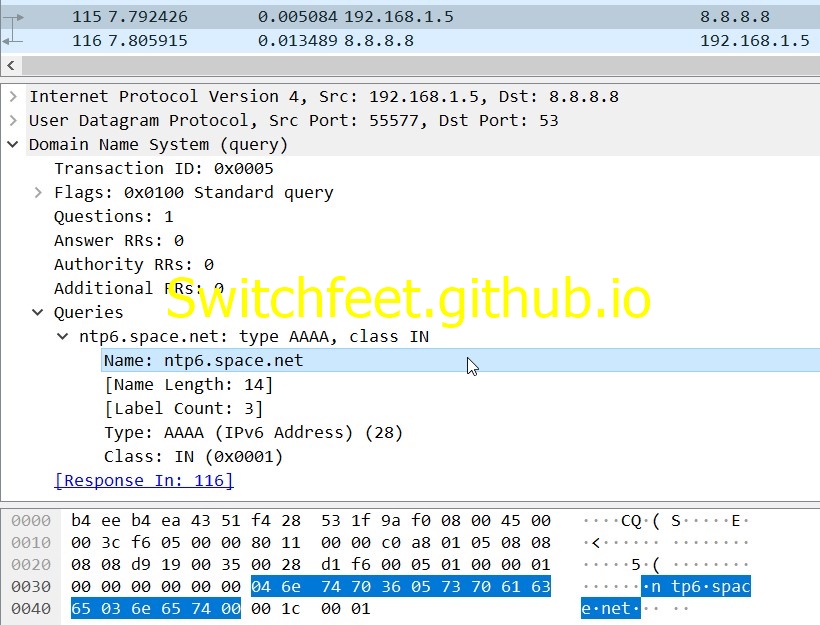 115 7.792426 0.005084 192.168.1.5 8.8.8.8
116 7.805915 0.013489 8.8.8.8 192.168.1.5
Internet Protocol Version 4, Src: 192.168.1.5, Dst: 8.8.8.8
User Datagram Protocol, Src Port: 55577, Dst Port: 53
Domain Name System (query)
Transaction ID: 0x0005
Flags: 0x0100 Standard query
Questions: 1
Answer RRs: 0
Authority RRs: 0
Additional RRs: 0
Switchfeet.github.io
Queries
ntp6.space.net: type AAAA, class IN
Name: ntp6.space.net
[Name Length: 14]
[Label Count: 3]
Type: AAAA (IPv6 Address) (28)
Class: IN (0x0001)
[Response In: 116]
0000 b4 ee b4 ea 43 51 f4 28 53 1f 9a f0 08 00 45 00 ····CQ·( S·····E·
0010 00 3c f6 05 00 00 80 11 00 00 c0 a8 01 05 08 08 ·<······ ········
0020 08 08 d9 19 00 35 00 28 d1 f6 00 05 01 00 00 01 ·····5·( ········
0030 00 00 00 00 00 00 04 6e 74 70 36 05 73 70 61 63 ·······n tp6·spac
0040 65 03 6e 65 74 00 00 1c 00 01 e·net··· ··